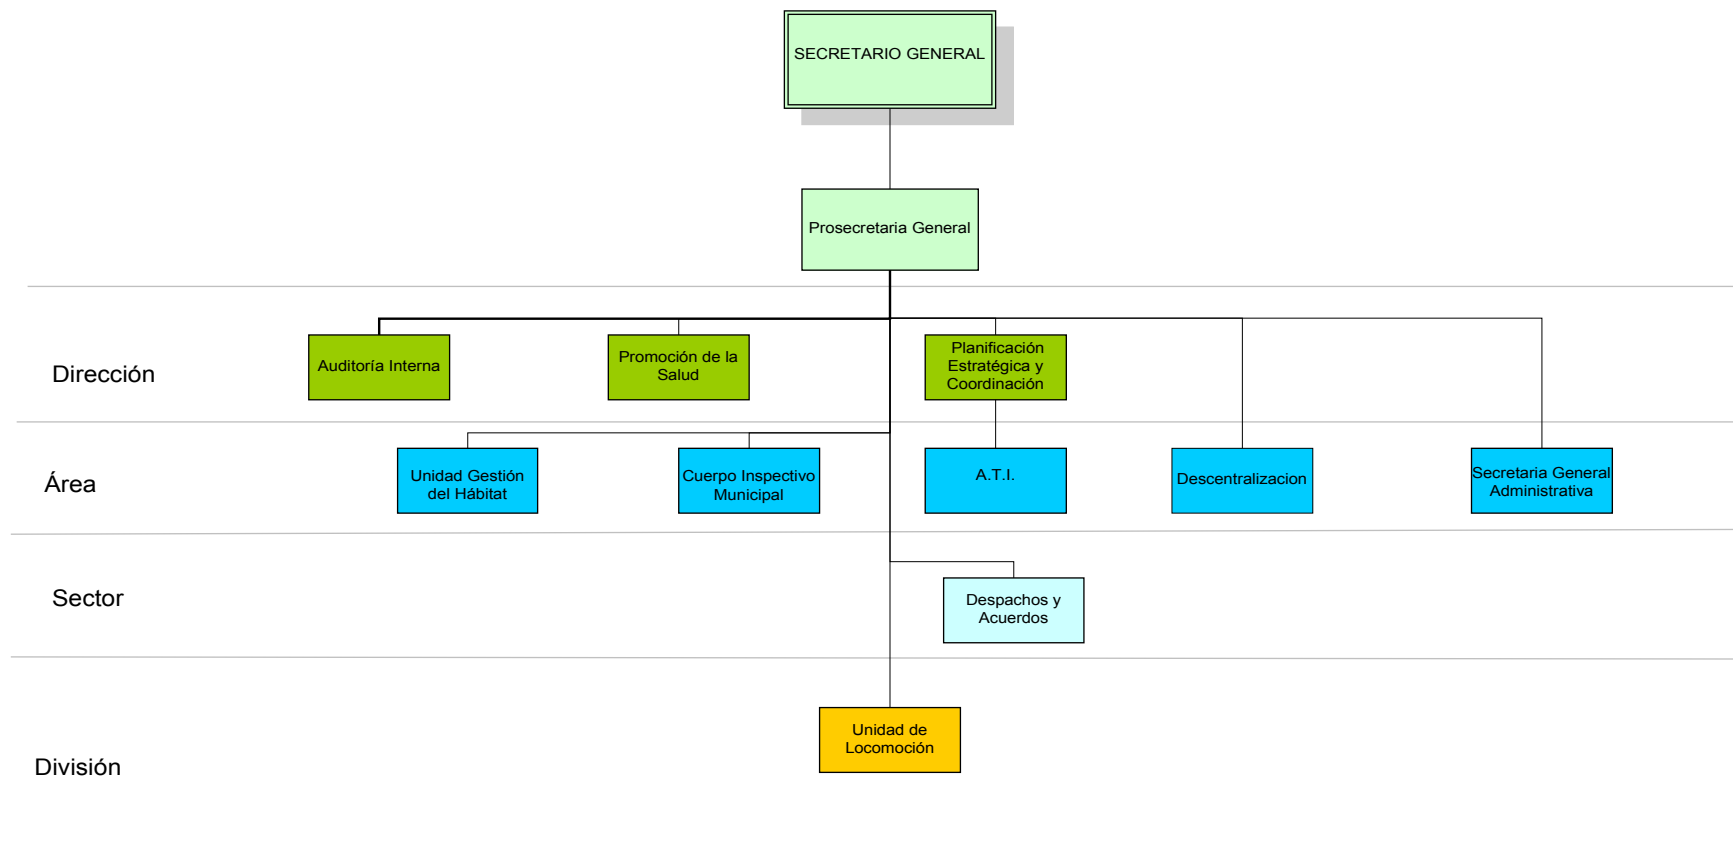 SECRETARIO GENERAL
Prosecretaria General
Dirección
Auditoría Interna
Promoción de la
Salud
Planificación
Estratégica y
Coordinación
Área
Unidad Gestión
del Hábitat
Cuerpo Inspectivo
Municipal
A.T.I.
Descentralizacion
Secretaria General
Administrativa
Sector
Despachos y
Acuerdos
División
Unidad de
Locomoción